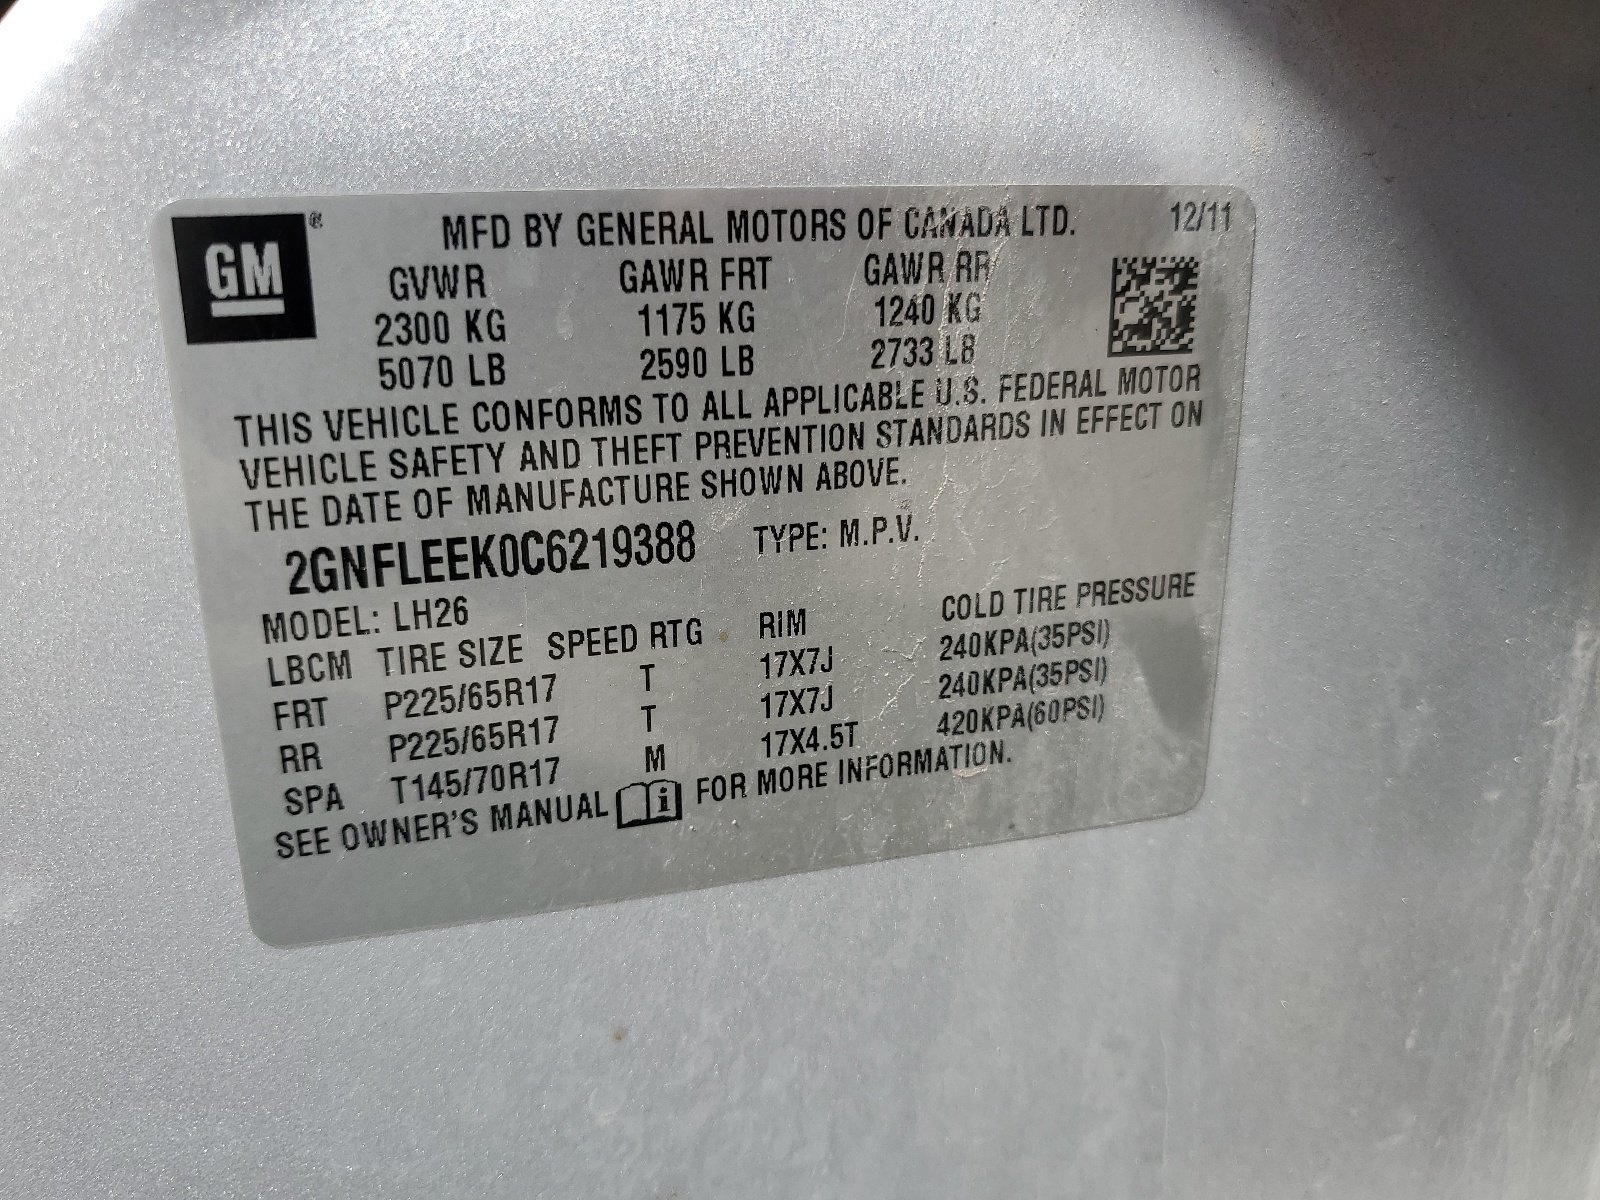 GM ® MFD BY GENERAL MOTORS OF CANADA LTD. 12/11
GVWR GAWR FRT GAWR RR
2300 KG 1175 KG 1240 KG
5070 LB 2590 LB 2733 LB
THIS VEHICLE CONFORMS TO ALL APPLICABLE U.S. FEDERAL MOTOR
VEHICLE SAFETY AND THEFT PREVENTION STANDARDS IN EFFECT ON
THE DATE OF MANUFACTURE SHOWN ABOVE.
2GNFLEEK0C6219388 TYPE: M.P.V.
MODEL: LH26
LBCM TIRE SIZE SPEED RTG RIM COLD TIRE PRESSURE
FRT P225/65R17 T 17X7J 240KPA(35PSI)
RR P225/65R17 T 17X7J 240KPA(35PSI)
SPA T145/70R17 M 17X4.5T 420KPA(60PSI)
SEE OWNER'S MANUAL i FOR MORE INFORMATION.